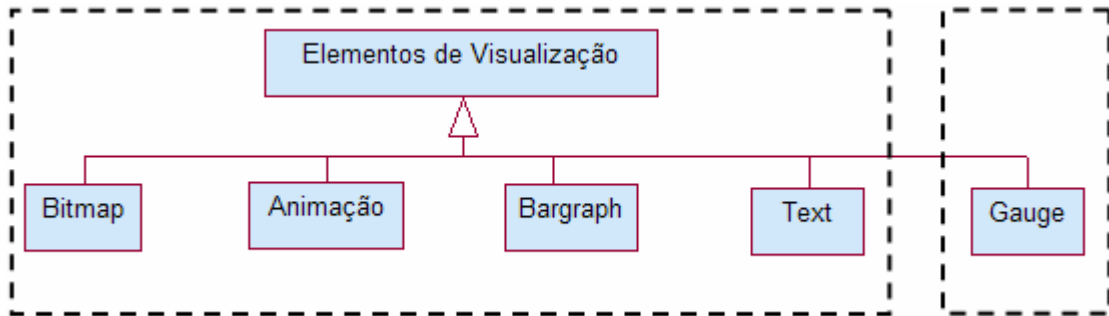 Elementos de Visualização
Bitmap
Animação
Bargraph
Text
Gauge